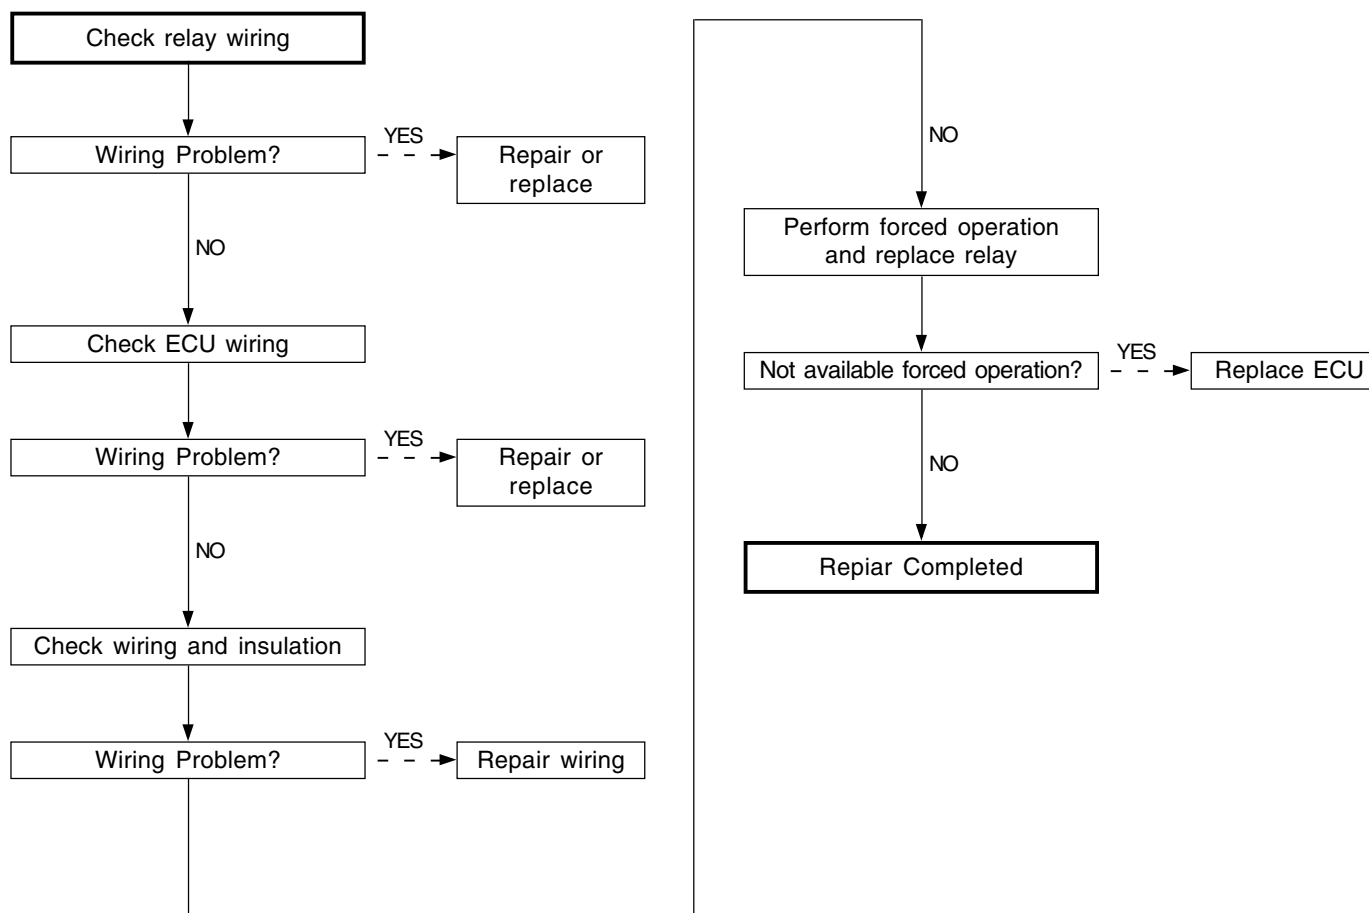 Check relay wiring
Wiring Problem?
YES
Repair or
replace
NO
Check ECU wiring
Wiring Problem?
YES
Repair or
replace
NO
Check wiring and insulation
Wiring Problem?
YES
Repair wiring
NO
Perform forced operation
and replace relay
Not available forced operation?
YES
Replace ECU
NO
Repiar Completed